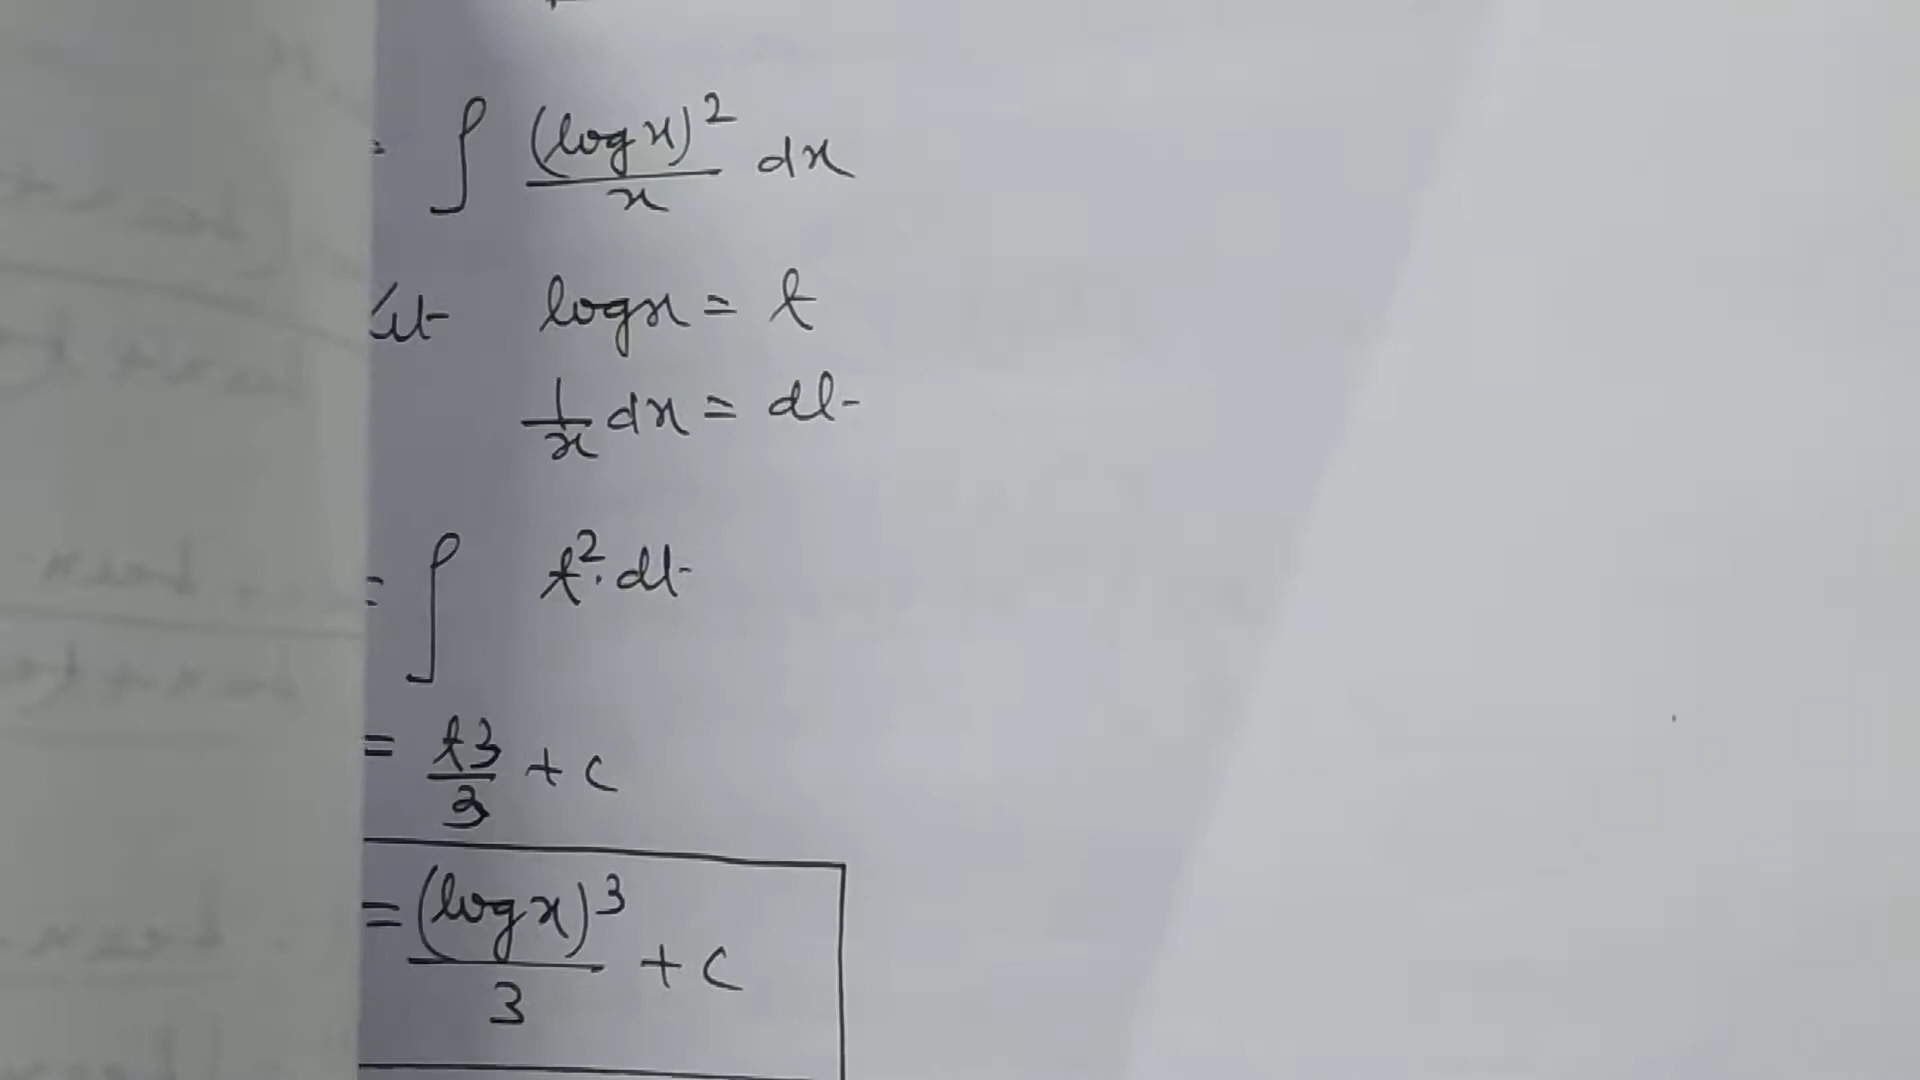 = ∫ (log x)² / x dx
Let log x = t
1/x dx = dt
= ∫ t² . dt
= t3/3 + c
= (log x)³ / 3 + c